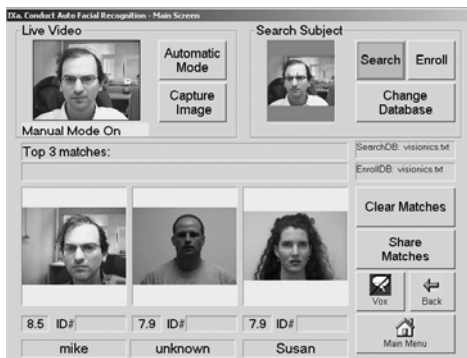 IXa. Conduct Auto Facial Recognition - Main Screen
Live Video
Search Subject
Automatic
Mode
Search
Enroll
Capture
Image
Change
Database
Manual Mode On
Top 3 matches:
SearchDB: visionics.txt
EnrollDB: visionics.txt
Clear Matches
Share
Matches
Vox
Back
8.5 ID#
7.9 ID#
7.9 ID#
Main Menu
mike
unknown
Susan